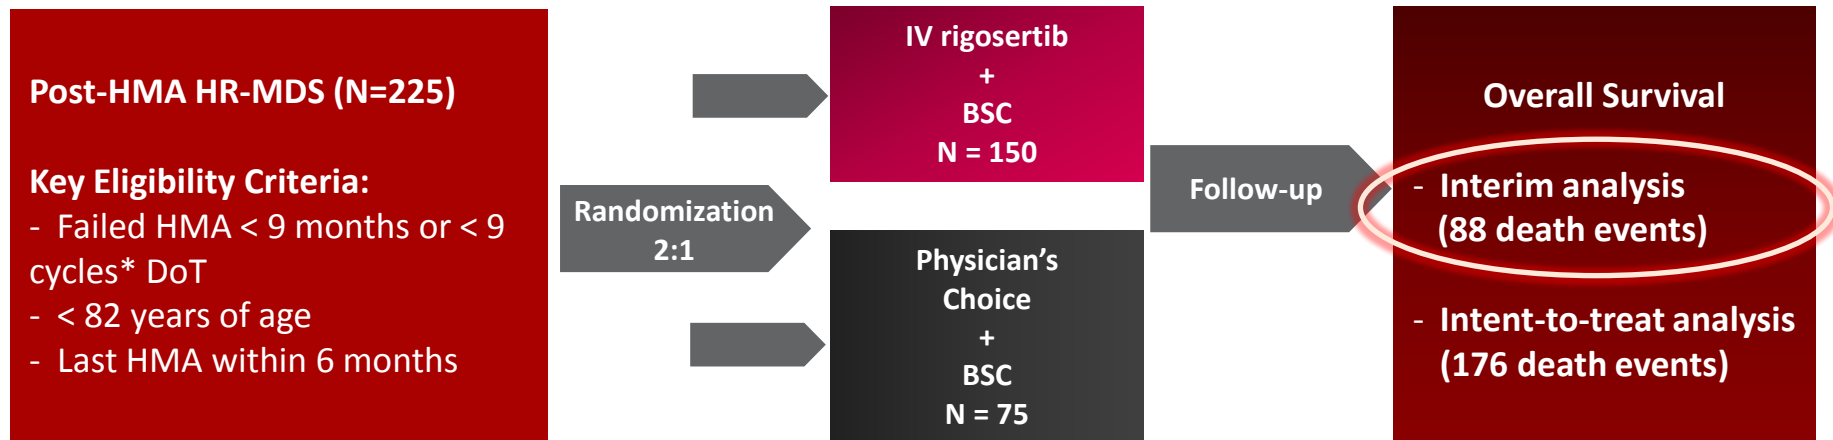 Post-HMA HR-MDS (N=225)
Key Eligibility Criteria:
- Failed HMA < 9 months or < 9
cycles* DoT
- < 82 years of age
- Last HMA within 6 months
Randomization
2:1
IV rigosertib
+
BSC
N = 150
Physician's
Choice
+
BSC
N = 75
Follow-up
Overall Survival
- Interim analysis
(88 death events)
- Intent-to-treat analysis
(176 death events)